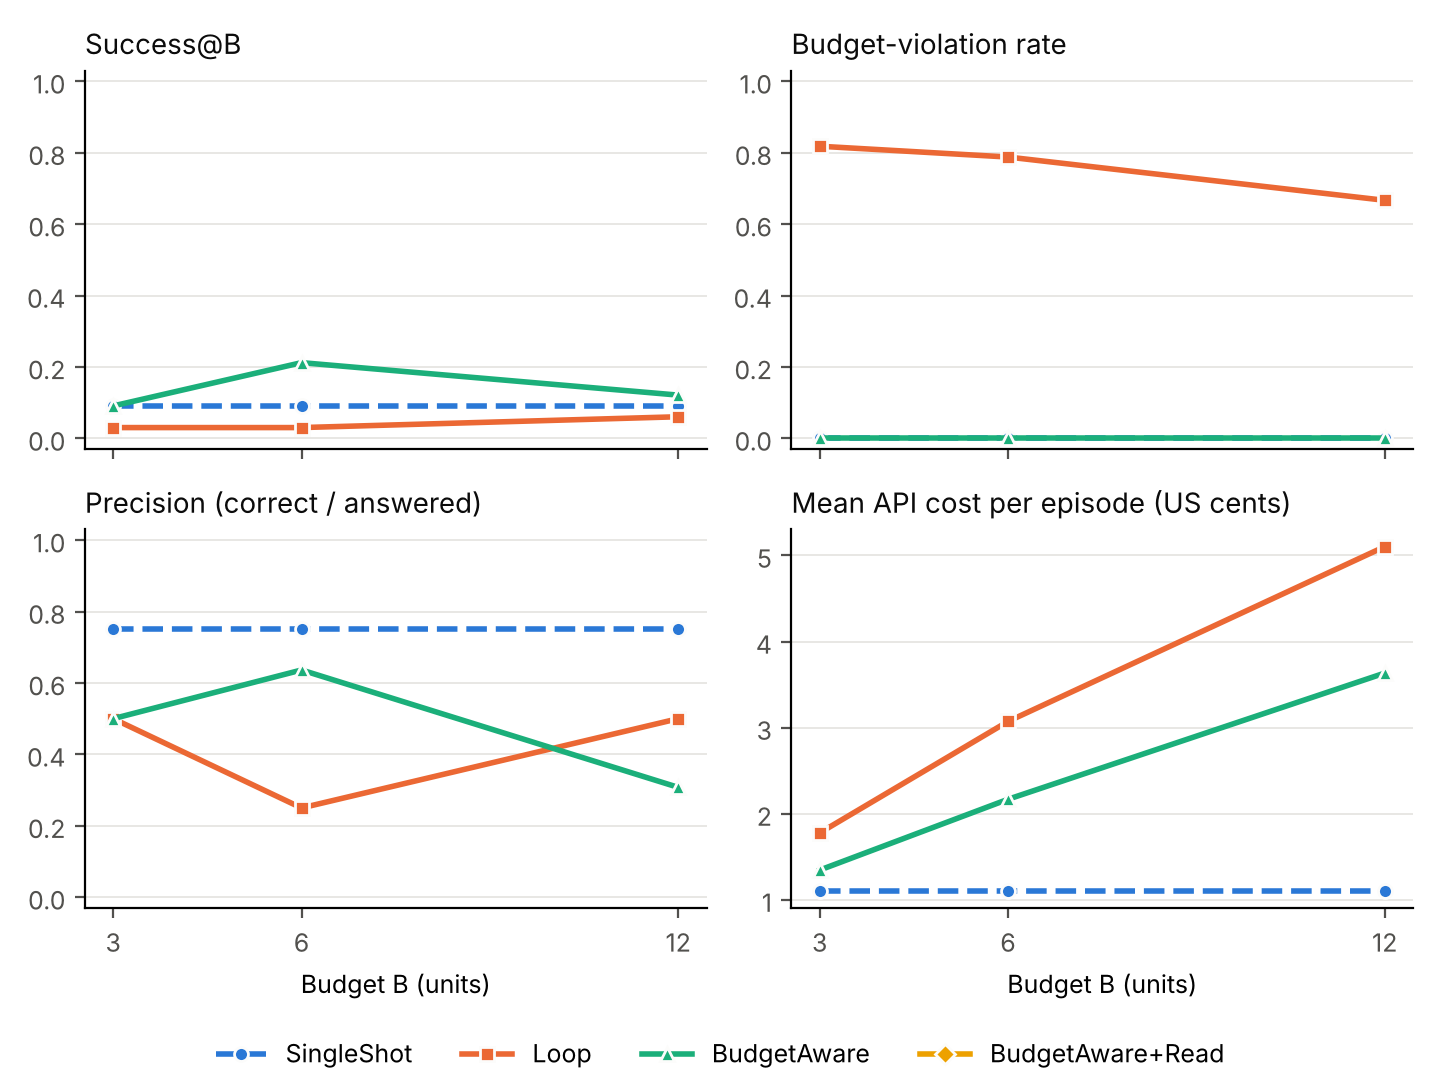 Success@B
1.0
0.8
0.6
0.4
0.2
0.0
Budget-violation rate
1.0
0.8
0.6
0.4
0.2
0.0
Precision (correct / answered)
1.0
0.8
0.6
0.4
0.2
0.0
3 6 12
Budget B (units)
Mean API cost per episode (US cents)
5
4
3
2
1
3 6 12
Budget B (units)
SingleShot Loop BudgetAware BudgetAware+Read